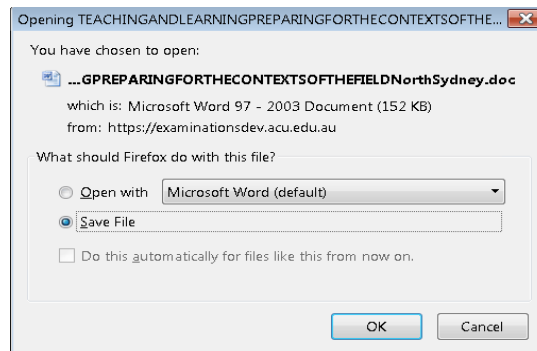 Opening TEACHINGANDLEARNINGPREPARINGFORTHECONTEXTSOFTHE...
You have chosen to open:
...GPREPARINGFORTHECONTEXTSOFTHEFIELDNorthSydney.doc
which is: Microsoft Word 97 - 2003 Document (152 KB)
from: https://examinationsdev.acu.edu.au
What should Firefox do with this file?
Open with Microsoft Word (default)
Save File
Do this automatically for files like this from now on.
OK Cancel